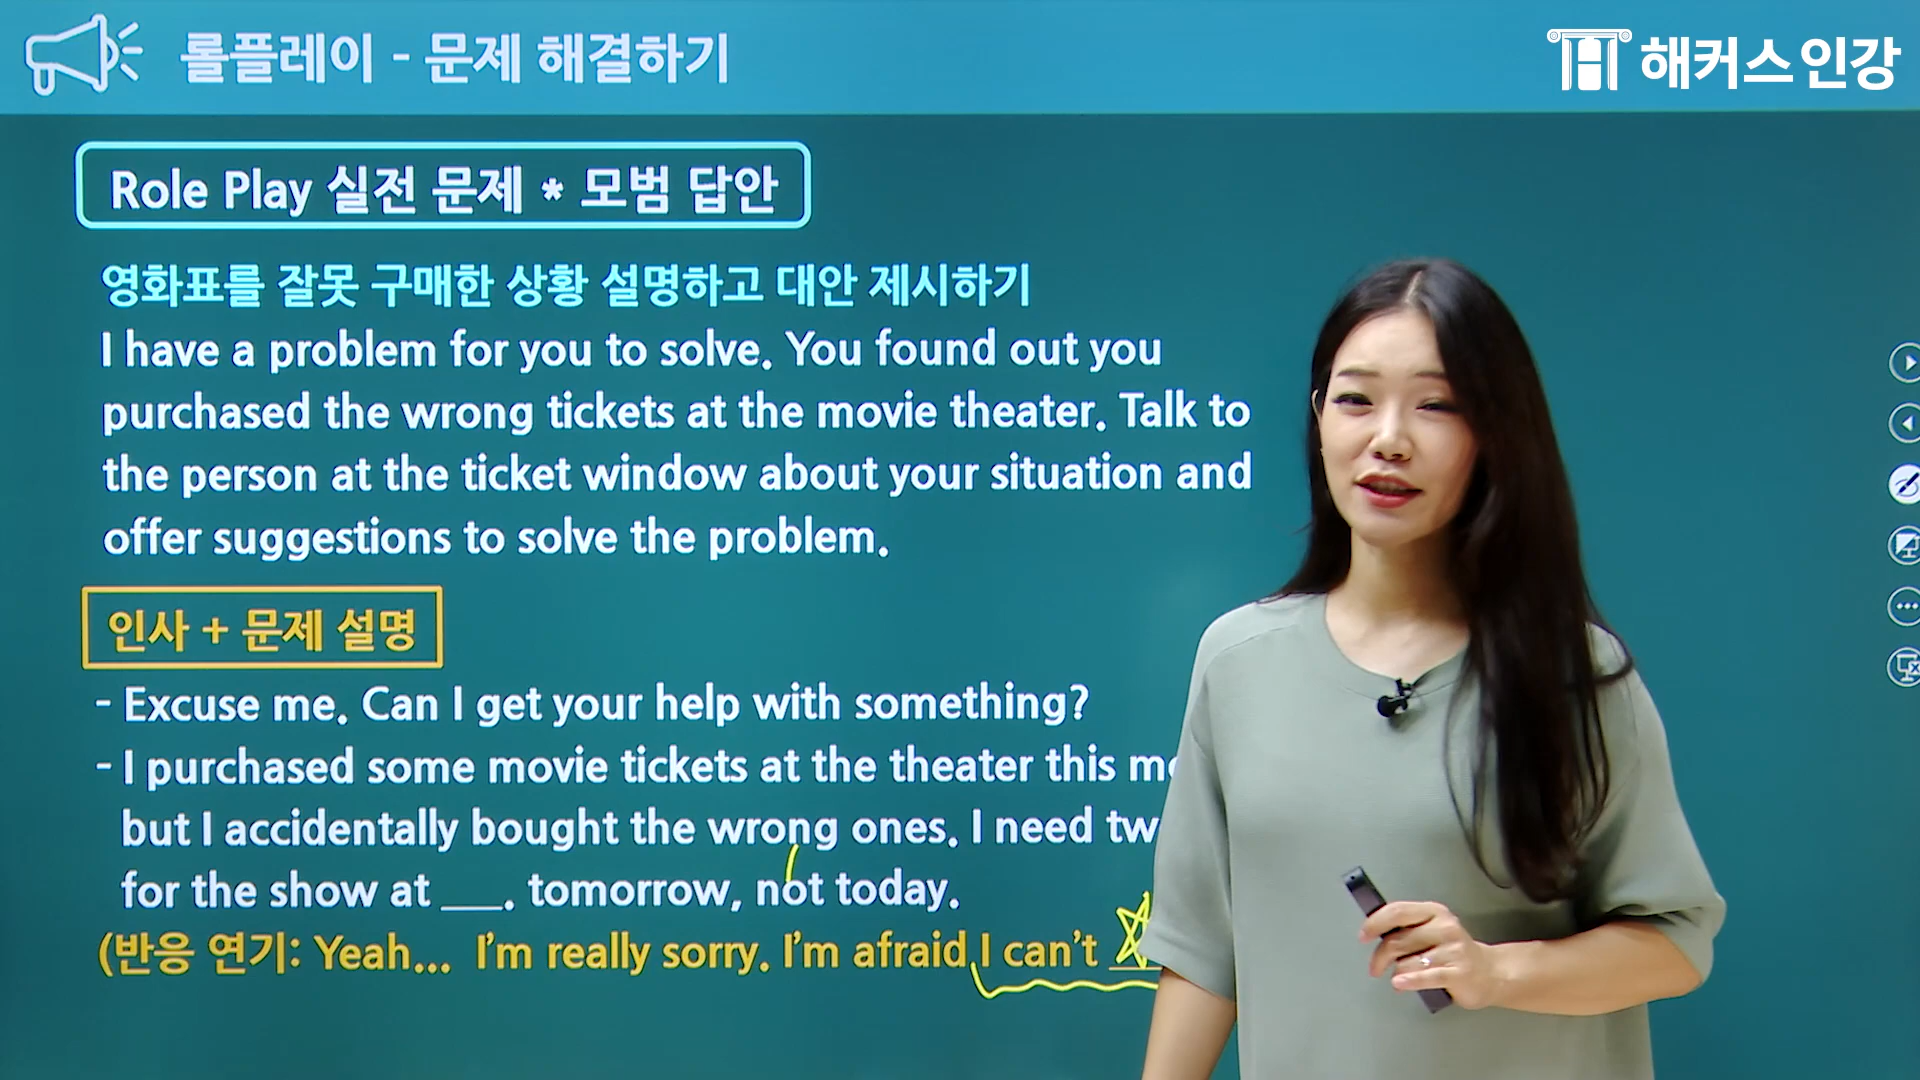 롤플레이 - 문제 해결하기
해커스인강
Role Play 실전 문제 * 모범 답안
영화표를 잘못 구매한 상황 설명하고 대안 제시하기
I have a problem for you to solve. You found out you
purchased the wrong tickets at the movie theater. Talk to
the person at the ticket window about your situation and
offer suggestions to solve the problem.
인사 + 문제 설명
- Excuse me. Can I get your help with something?
- I purchased some movie tickets at the theater this
but I accidentally bought the wrong ones. I need
for the show at ___. tomorrow, not today.
(반응 연기: Yeah... I'm really sorry. I'm afraid I can't